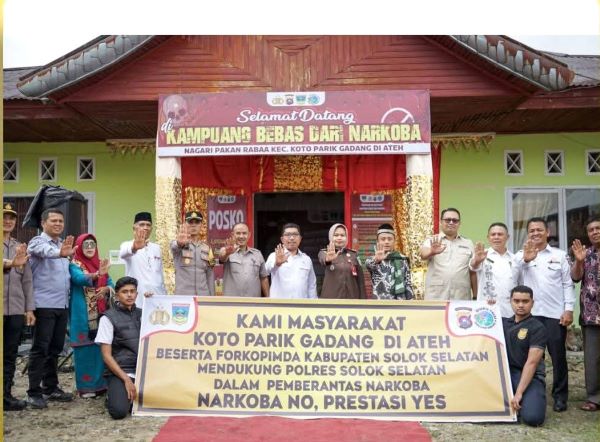 Selamat Datang
di KAMPUANG BEBAS DARI NARKOBA
NAGARI PAKAN RABAA KEC. KOTO PARIK GADANG DI ATEH
POSKO
KAMI MASYARAKAT
KOTO PARIK GADANG DI ATEH
BESERTA FORKOPIMDA KABUPATEN SOLOK SELATAN
MENDUKUNG POLRES SOLOK SELATAN
DALAM PEMBERANTAS NARKOBA
NARKOBA NO, PRESTASI YES